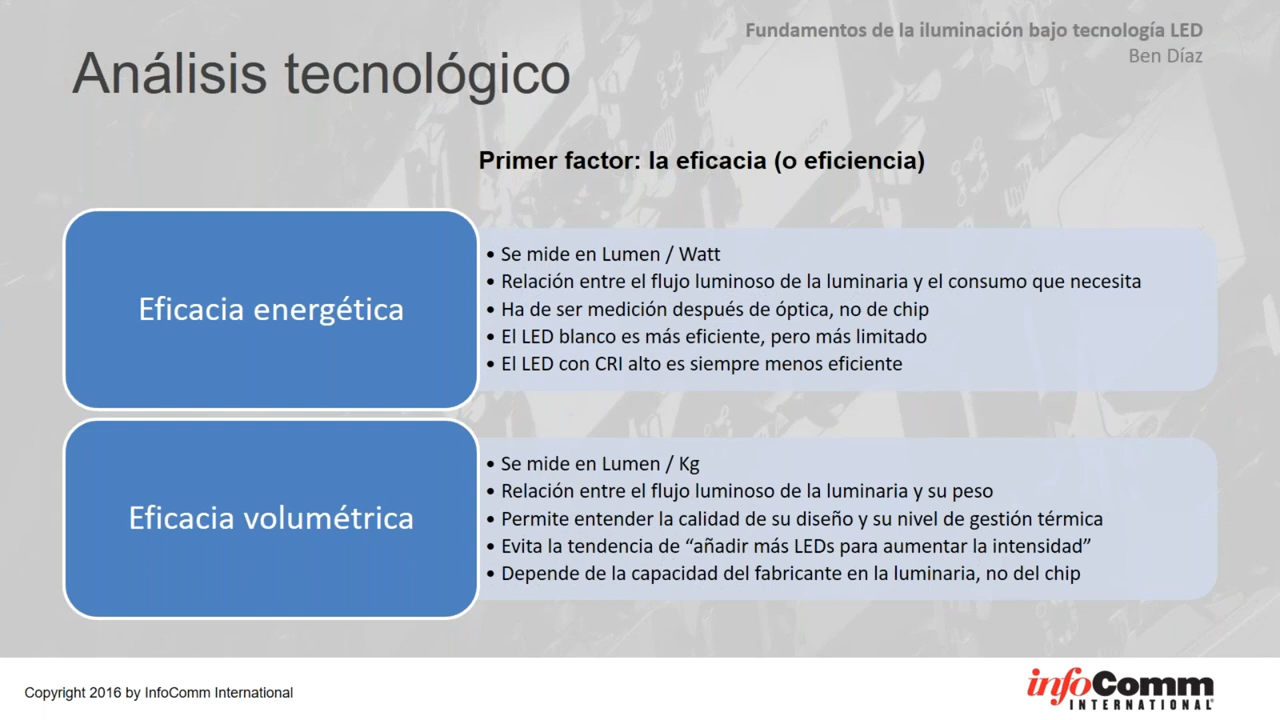 Fundamentos de la iluminación bajo tecnología LED
Ben Díaz
Análisis tecnológico
Primer factor: la eficacia (o eficiencia)
Eficacia energética
• Se mide en Lumen / Watt
• Relación entre el flujo luminoso de la luminaria y el consumo que necesita
• Ha de ser medición después de óptica, no de chip
• El LED blanco es más eficiente, pero más limitado
• El LED con CRI alto es siempre menos eficiente
Eficacia volumétrica
• Se mide en Lumen / Kg
• Relación entre el flujo luminoso de la luminaria y su peso
• Permite entender la calidad de su diseño y su nivel de gestión térmica
• Evita la tendencia de “añadir más LEDs para aumentar la intensidad”
• Depende de la capacidad del fabricante en la luminaria, no del chip
Copyright 2016 by InfoComm International
infoComm
INTERNATIONAL®